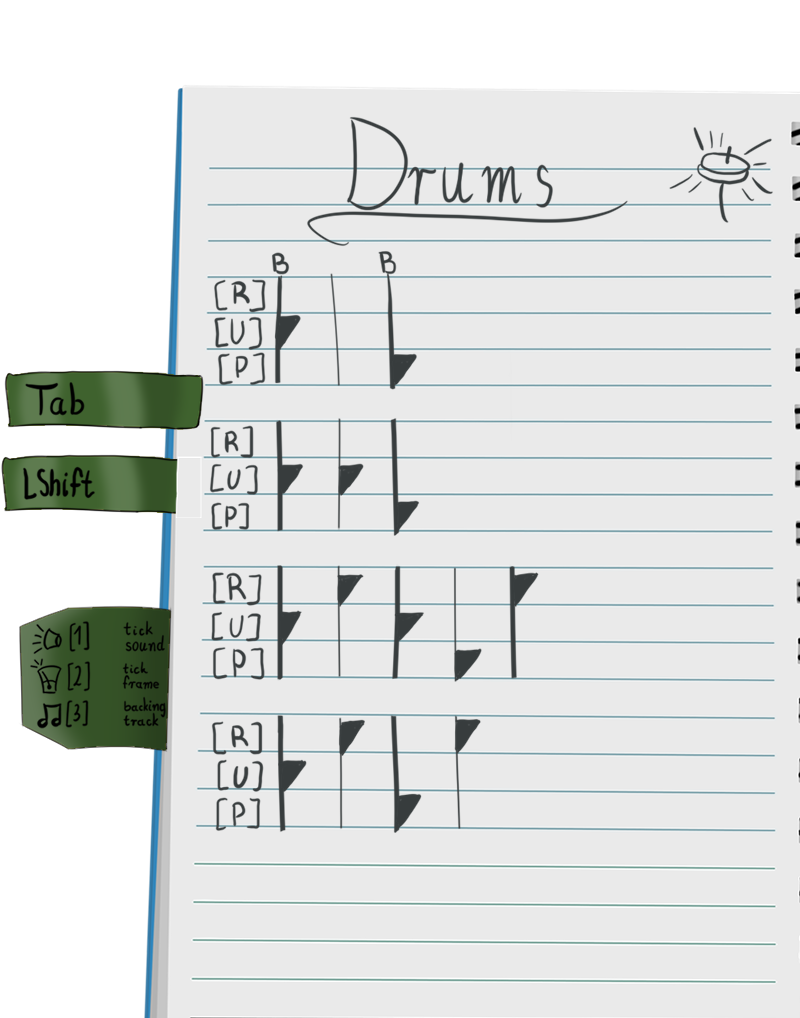 Drums
B B
[R]
[U]
[P]
Tab
[R]
[U]
[P]
LShift
[R]
[U]
[P]
[1] tick sound
[2] tick frame
[3] backing track
[R]
[U]
[P]